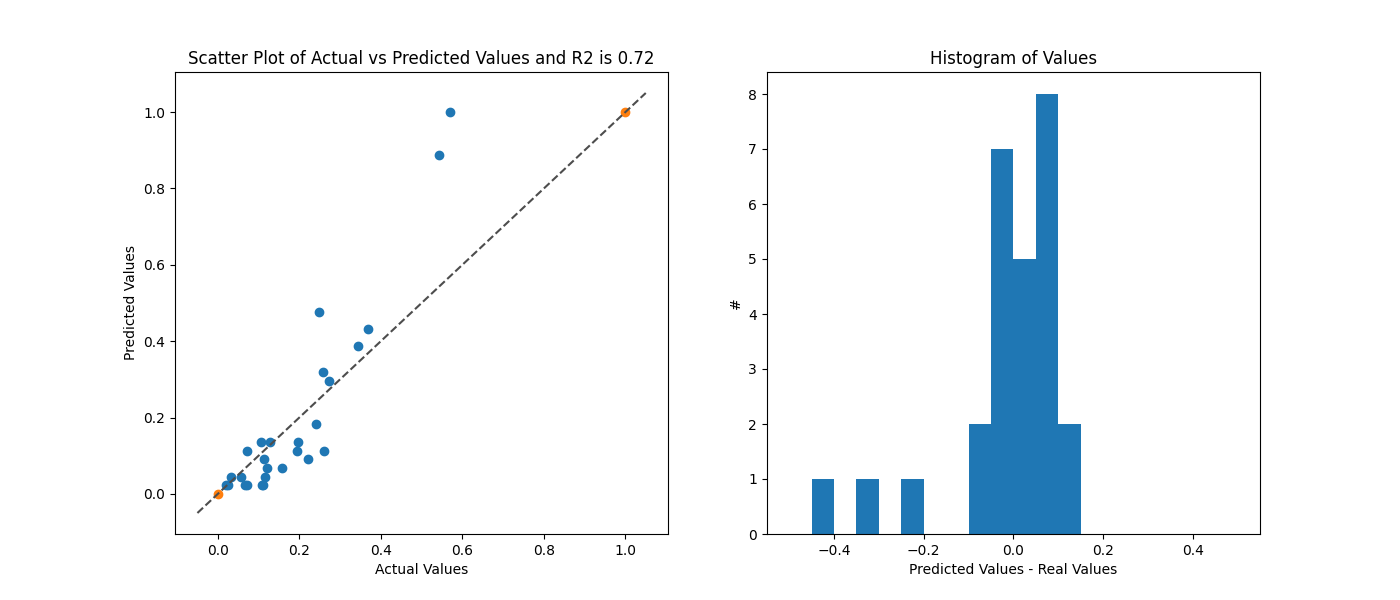 Scatter Plot of Actual vs Predicted Values and R2 is 0.72
1.0
0.8
0.6
0.4
0.2
0.0
Predicted Values
0.0 0.2 0.4 0.6 0.8 1.0
Actual Values
Histogram of Values
8
7
6
5
4
3
2
1
0
#
−0.4 −0.2 0.0 0.2 0.4
Predicted Values - Real Values